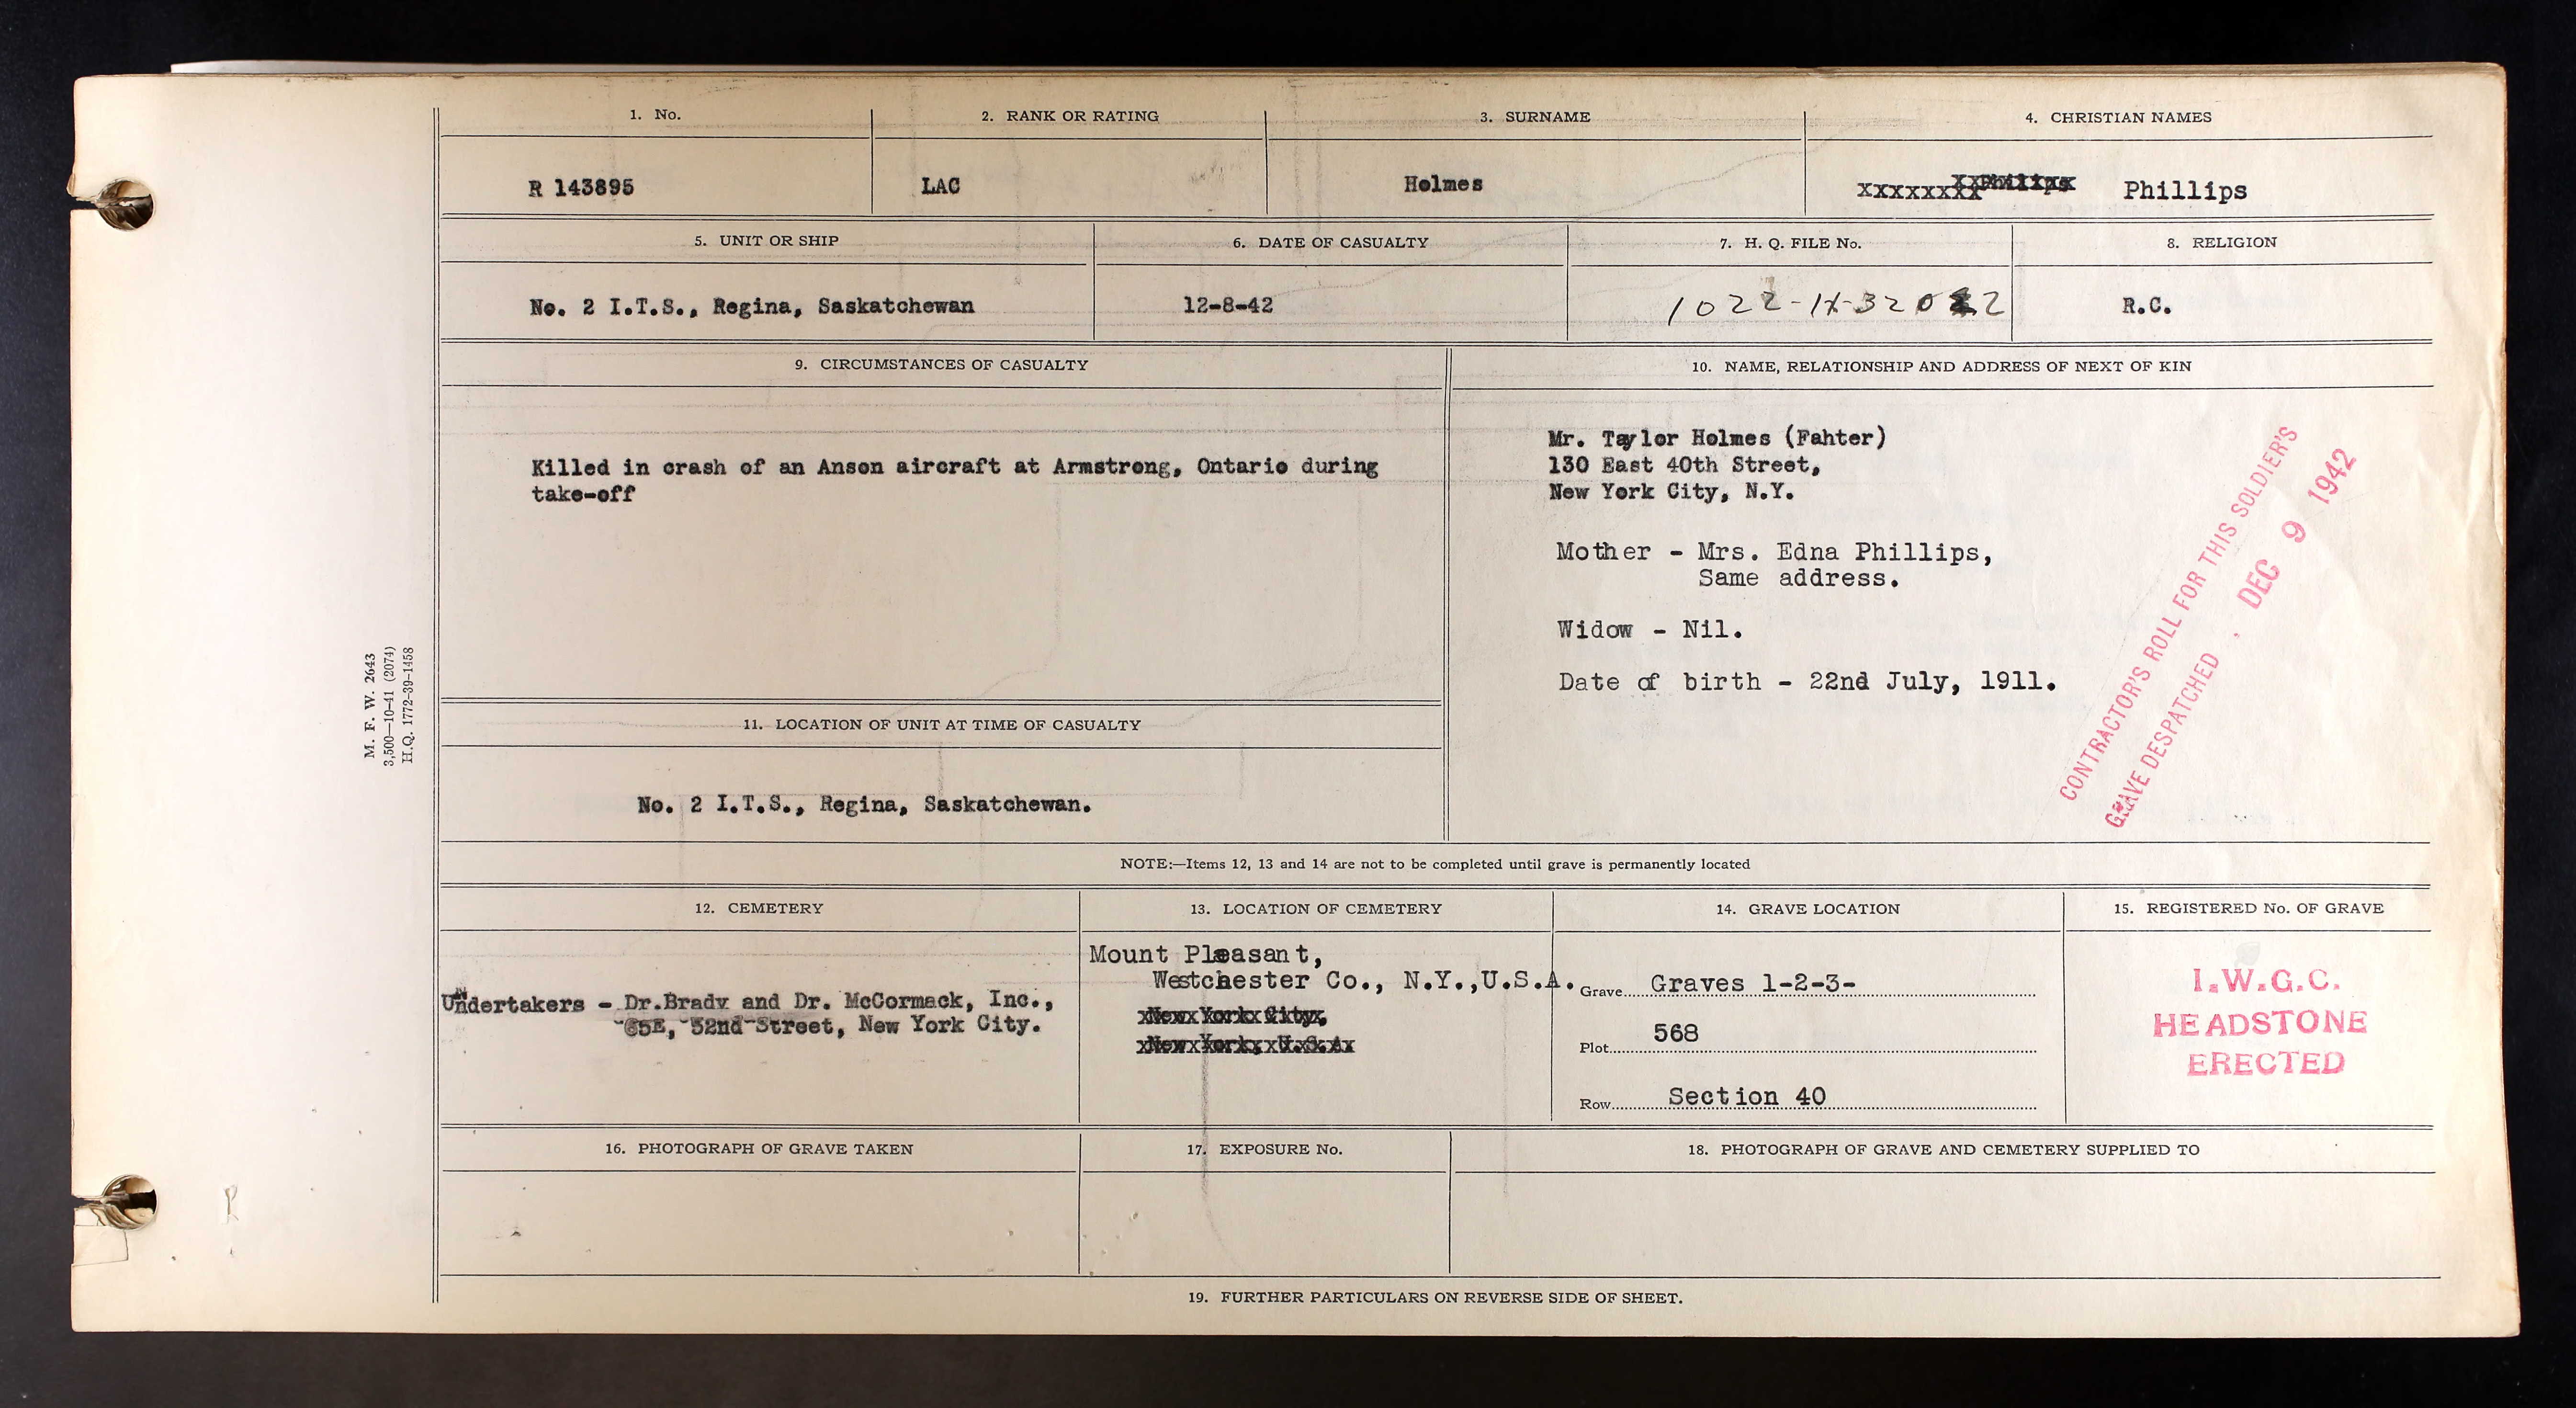 1. No.
2. RANK OR RATING
3. SURNAME
4. CHRISTIAN NAMES
R 143895
LAC
Holmes
Phillips
5. UNIT OR SHIP
6. DATE OF CASUALTY
7. H. Q. FILE No.
8. RELIGION
No. 2 I.T.S., Regina, Saskatchewan
12-8-42
R.C.
9. CIRCUMSTANCES OF CASUALTY
Killed in crash of an Anson aircraft at Armstrong, Ontario during
take-off
10. NAME, RELATIONSHIP AND ADDRESS OF NEXT OF KIN
Mr. Taylor Holmes (Fahter)
130 East 40th Street,
New York City, N.Y.
Mother - Mrs. Edna Phillips,
Same address.
Widow - Nil.
Date of birth - 22nd July, 1911.
CONTRACTOR'S ROLL FOR THIS SOLDIER'S
GRAVE DESPATCHED , DEC 9 1942
11. LOCATION OF UNIT AT TIME OF CASUALTY
No. 2 I.T.S., Regina, Saskatchewan.
M. F. W. 2643
3,500—10-41 (2074)
H.Q. 1772-39-1458
NOTE:—Items 12, 13 and 14 are not to be completed until grave is permanently located
12. CEMETERY
13. LOCATION OF CEMETERY
14. GRAVE LOCATION
15. REGISTERED No. OF GRAVE
Undertakers - Dr.Brady and Dr. McCormack, Inc.,
65E, 52nd Street, New York City.
Mount Pleasant,
Westchester Co., N.Y.,U.S.A.
New York City,
New York, U.S.A.
Grave Graves 1-2-3-
Plot 568
Row Section 40
I.W.G.C.
HEADSTONE
ERECTED
16. PHOTOGRAPH OF GRAVE TAKEN
17. EXPOSURE No.
18. PHOTOGRAPH OF GRAVE AND CEMETERY SUPPLIED TO
R
19. FURTHER PARTICULARS ON REVERSE SIDE OF SHEET.